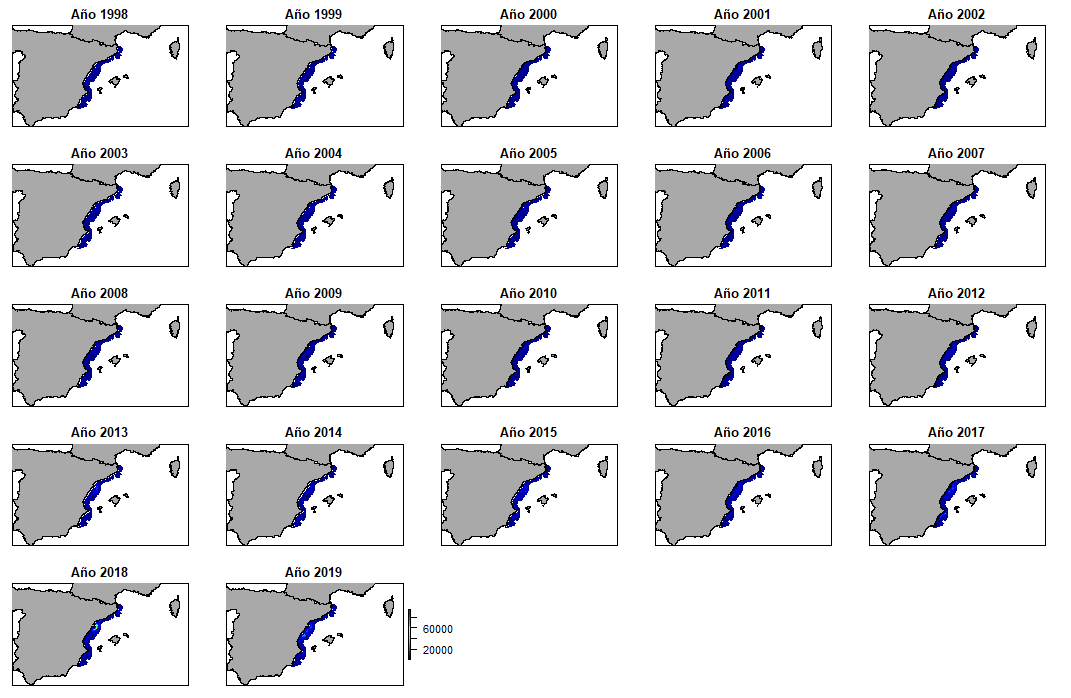 Año 1998
Año 1999
Año 2000
Año 2001
Año 2002
Año 2003
Año 2004
Año 2005
Año 2006
Año 2007
Año 2008
Año 2009
Año 2010
Año 2011
Año 2012
Año 2013
Año 2014
Año 2015
Año 2016
Año 2017
Año 2018
Año 2019
60000
20000